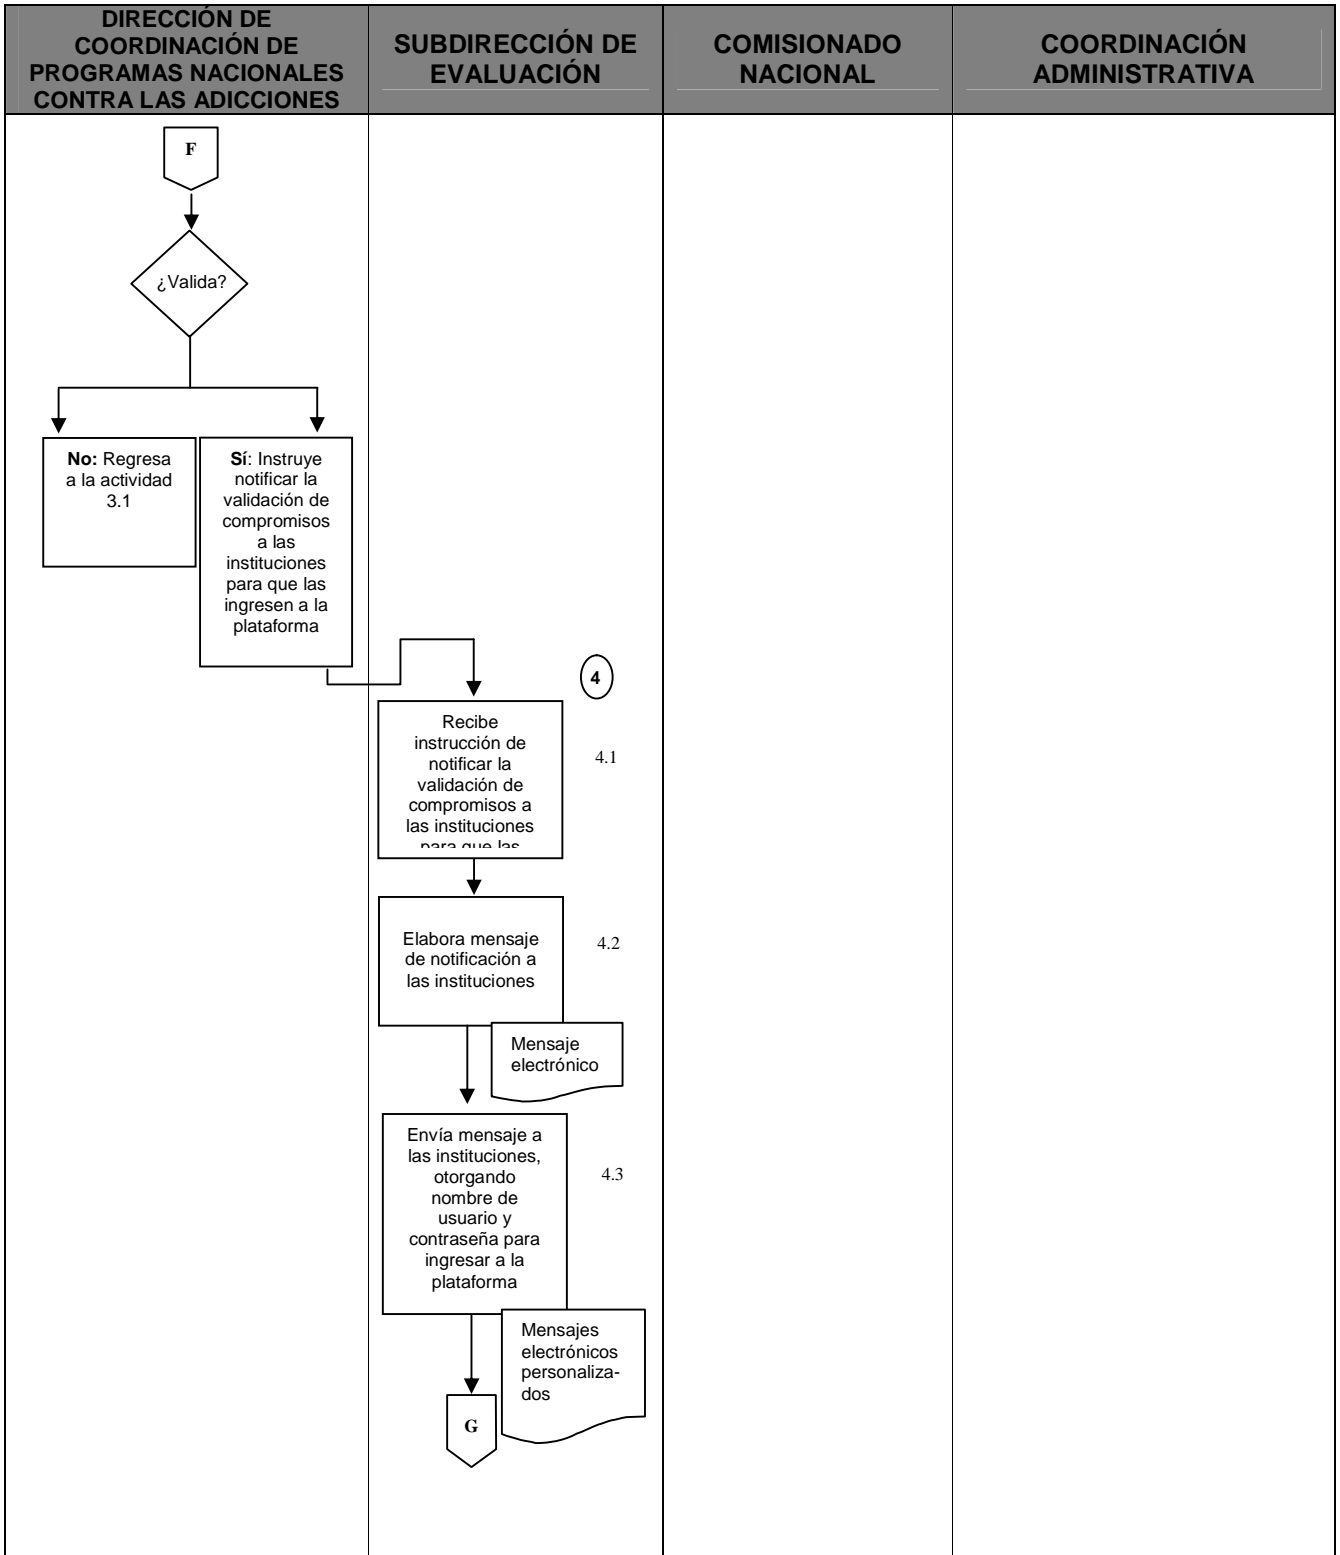 DIRECCIÓN DE
COORDINACIÓN DE
PROGRAMAS NACIONALES
CONTRA LAS ADICCIONES
SUBDIRECCIÓN DE
EVALUACIÓN
COMISIONADO
NACIONAL
COORDINACIÓN
ADMINISTRATIVA
F
¿Valida?
No: Regresa
a la actividad
3.1
Sí: Instruye
notificar la
validación de
compromisos
a las
instituciones
para que las
ingresen a la
plataforma
4
Recibe
instrucción de
notificar la
validación de
compromisos a
las instituciones
para que las
4.1
Elabora mensaje
de notificación a
las instituciones
4.2
Mensaje
electrónico
Envía mensaje a
las instituciones,
otorgando
nombre de
usuario y
contraseña para
ingresar a la
plataforma
4.3
Mensajes
electrónicos
personaliza-
dos
G